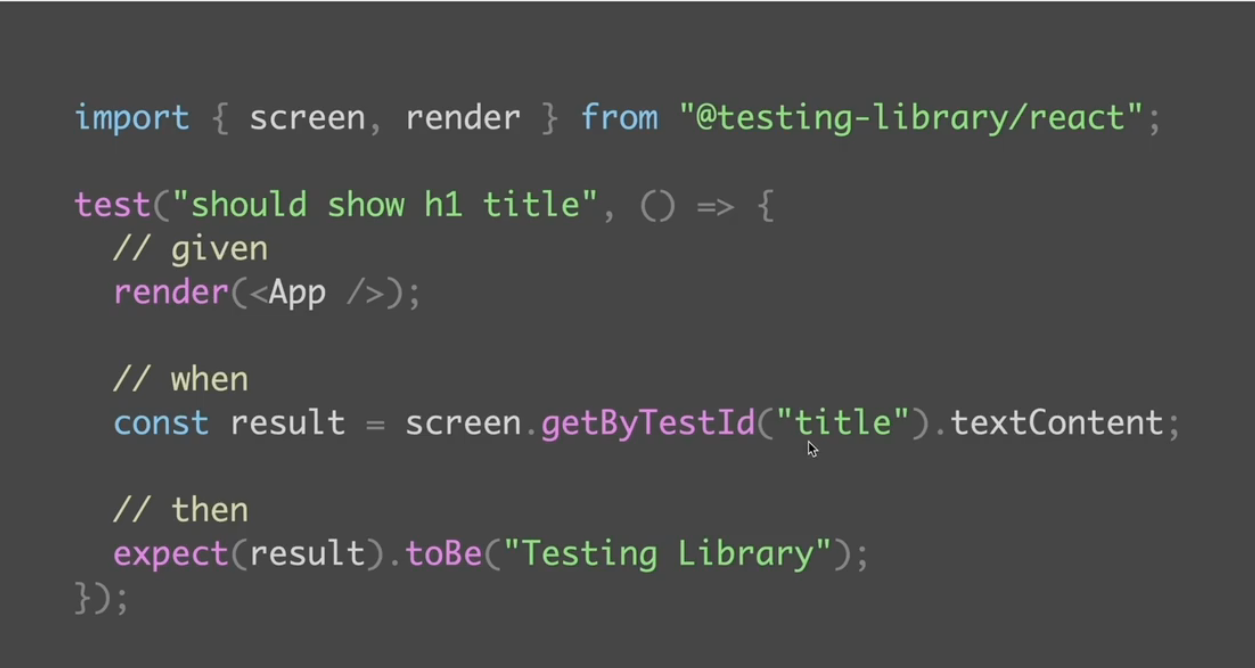 import { screen, render } from "@testing-library/react";
test("should show h1 title", () => {
// given
render(<App />);
// when
const result = screen.getByTestId("title").textContent;
// then
expect(result).toBe("Testing Library");
});